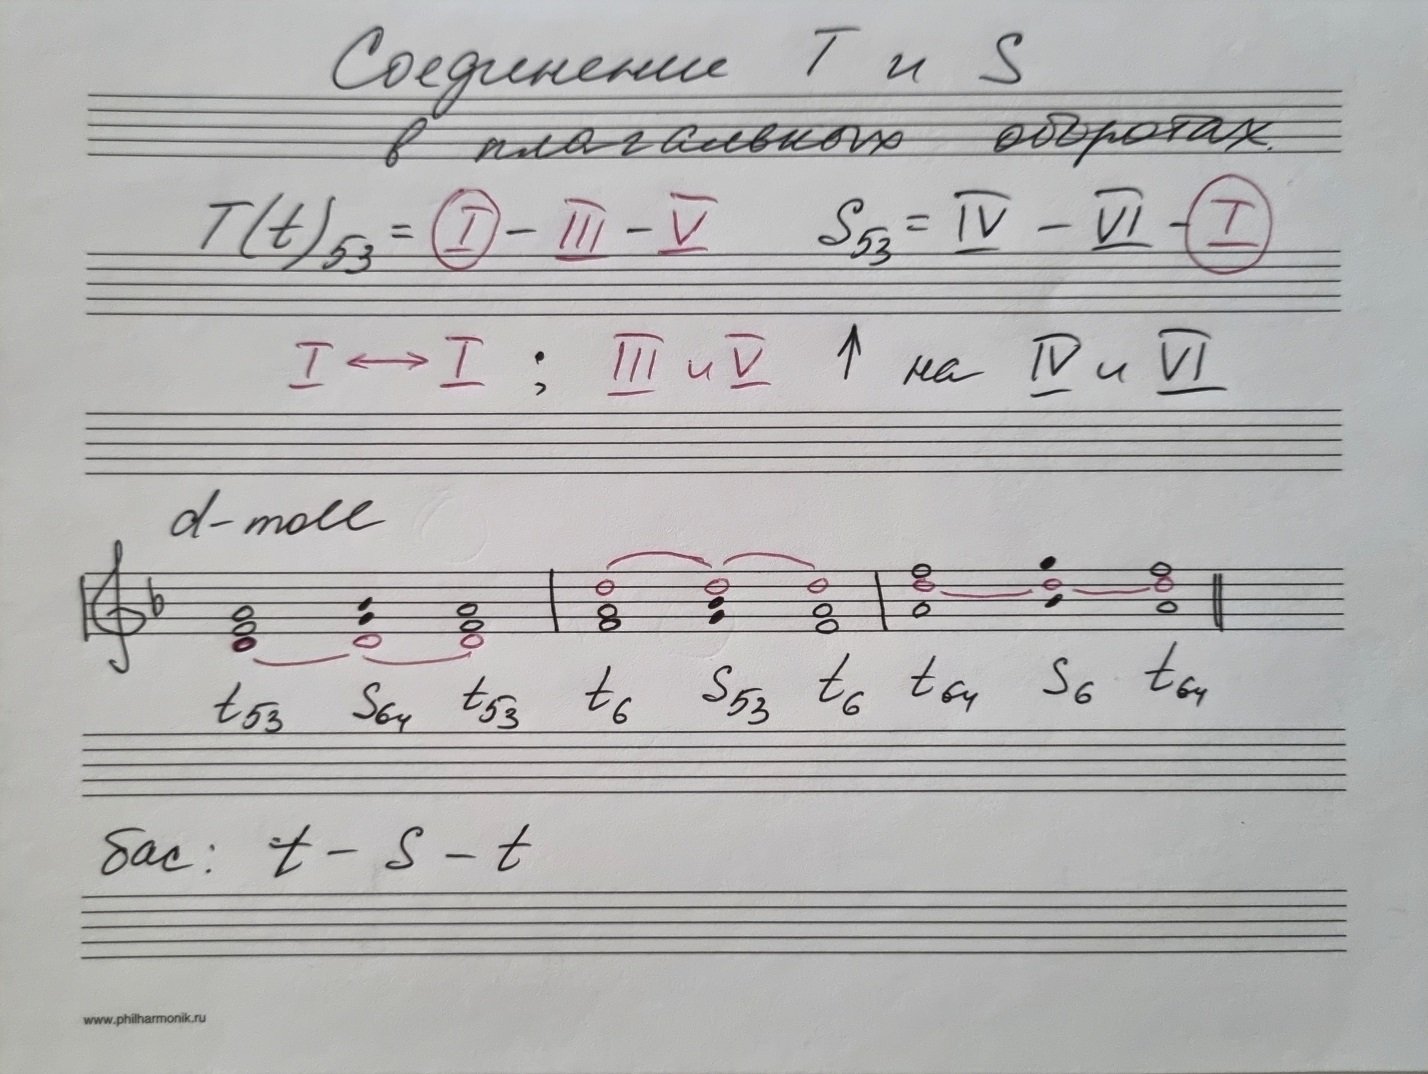 Соединение T и S
в плагальных оборотах.
T(t)53 = I - III - V S53 = IV - VI - I
I ↔ I ; III и V ↑ на IV и VI
d-moll
t53 S64 t53 t6 S53 t6 t64 S6 t64
бас: t - S - t
www.philharmonik.ru